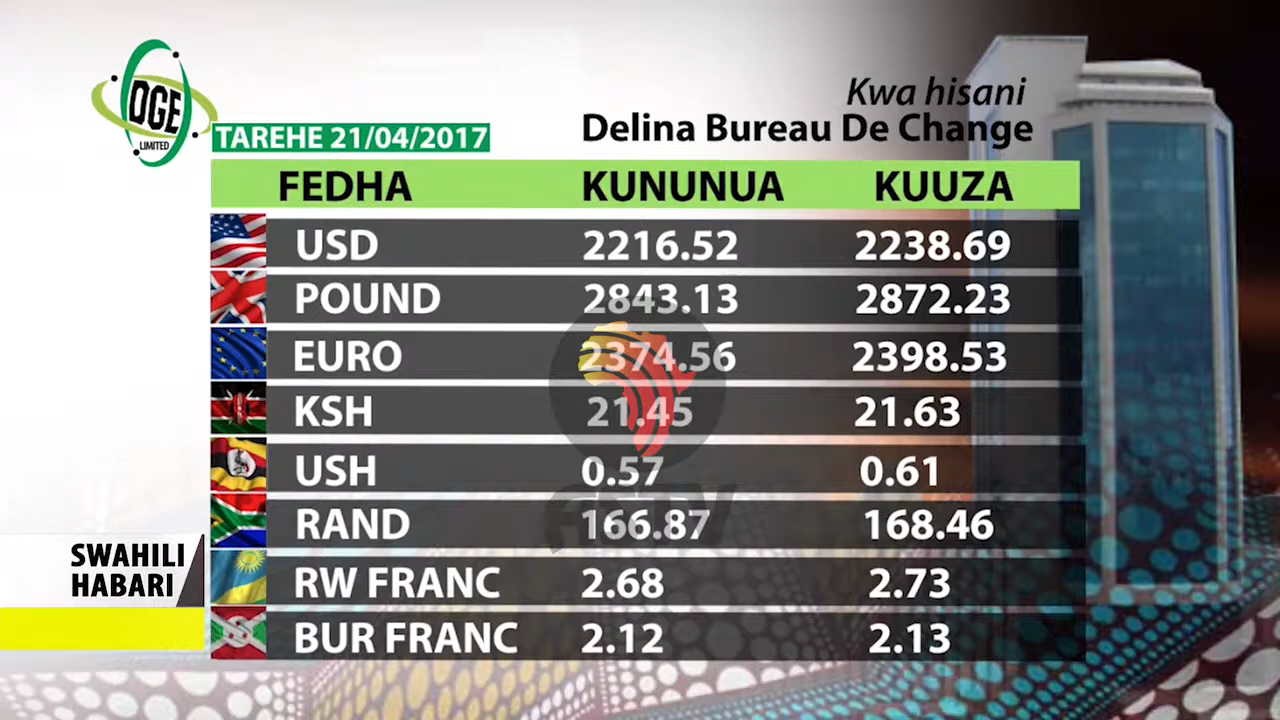 DGE
LIMITED
Kwa hisani
TAREHE 21/04/2017
Delina Bureau De Change
FEDHA KUNUNUA KUUZA
USD 2216.52 2238.69
POUND 2843.13 2872.23
EURO 2374.56 2398.53
KSH 21.45 21.63
USH 0.57 0.61
RAND 166.87 168.46
RW FRANC 2.68 2.73
BUR FRANC 2.12 2.13
SWAHILI
HABARI